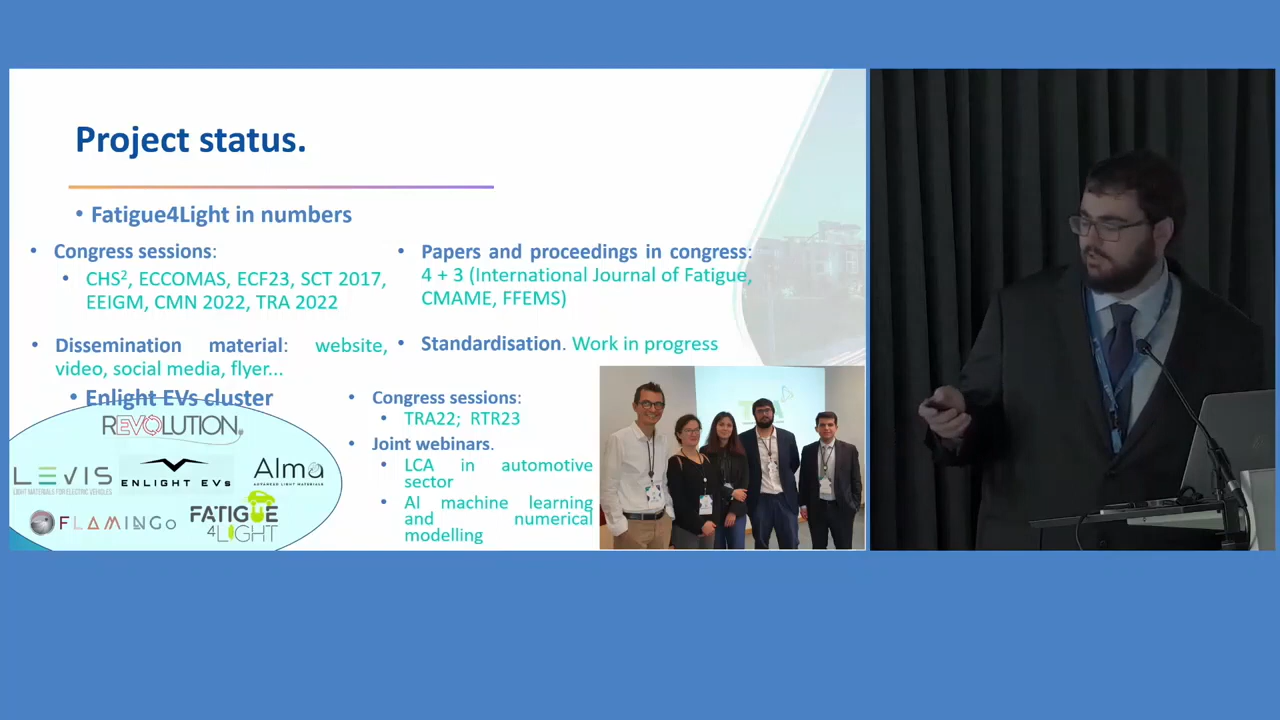 Project status.
• Fatigue4Light in numbers
• Congress sessions:
• CHS², ECCOMAS, ECF23, SCT 2017,
EEIGM, CMN 2022, TRA 2022
• Dissemination material: website,
video, social media, flyer...
• Papers and proceedings in congress:
4 + 3 (International Journal of Fatigue,
CMAME, FFEMS)
• Standardisation. Work in progress
• Enlight EVs cluster
REVOLUTION
LEVIS
LIGHT MATERIALS FOR ELECTRIC VEHICLES
ENLIGHT EVs
Alma
ADVANCED LIGHT MATERIALS
FLAMINGo
FATIGUE
4LIGHT
• Congress sessions:
• TRA22; RTR23
• Joint webinars.
• LCA in automotive
sector
• AI machine learning
and numerical
modelling